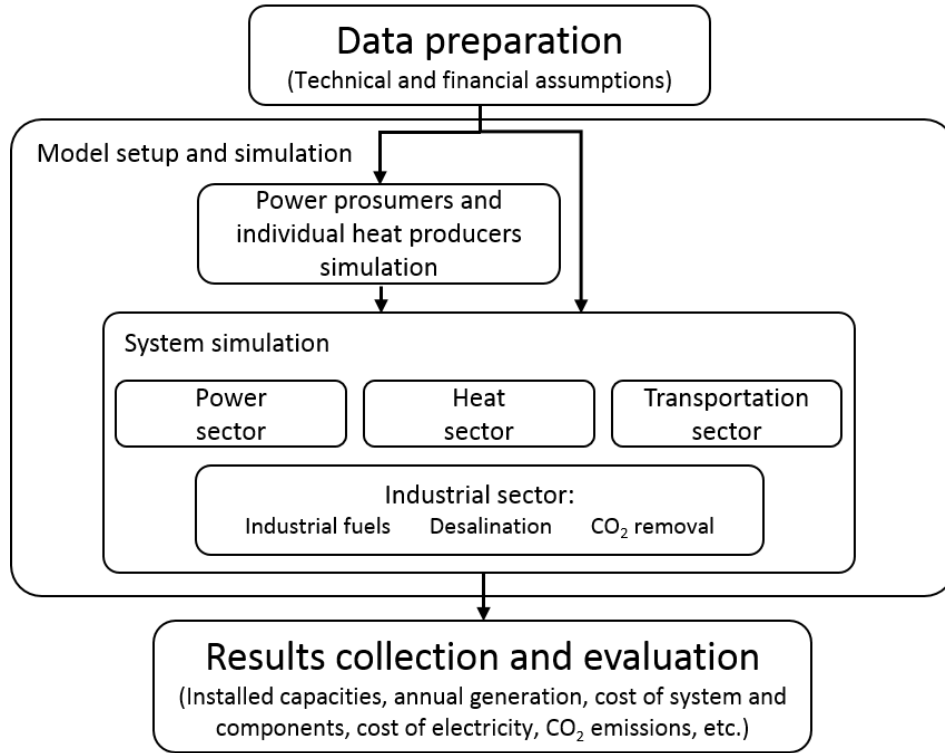 Data preparation
(Technical and financial assumptions)
Model setup and simulation
Power prosumers and
individual heat producers
simulation
System simulation
Power
sector
Heat
sector
Transportation
sector
Industrial sector:
Industrial fuels Desalination CO₂ removal
Results collection and evaluation
(Installed capacities, annual generation, cost of system and
components, cost of electricity, CO₂ emissions, etc.)